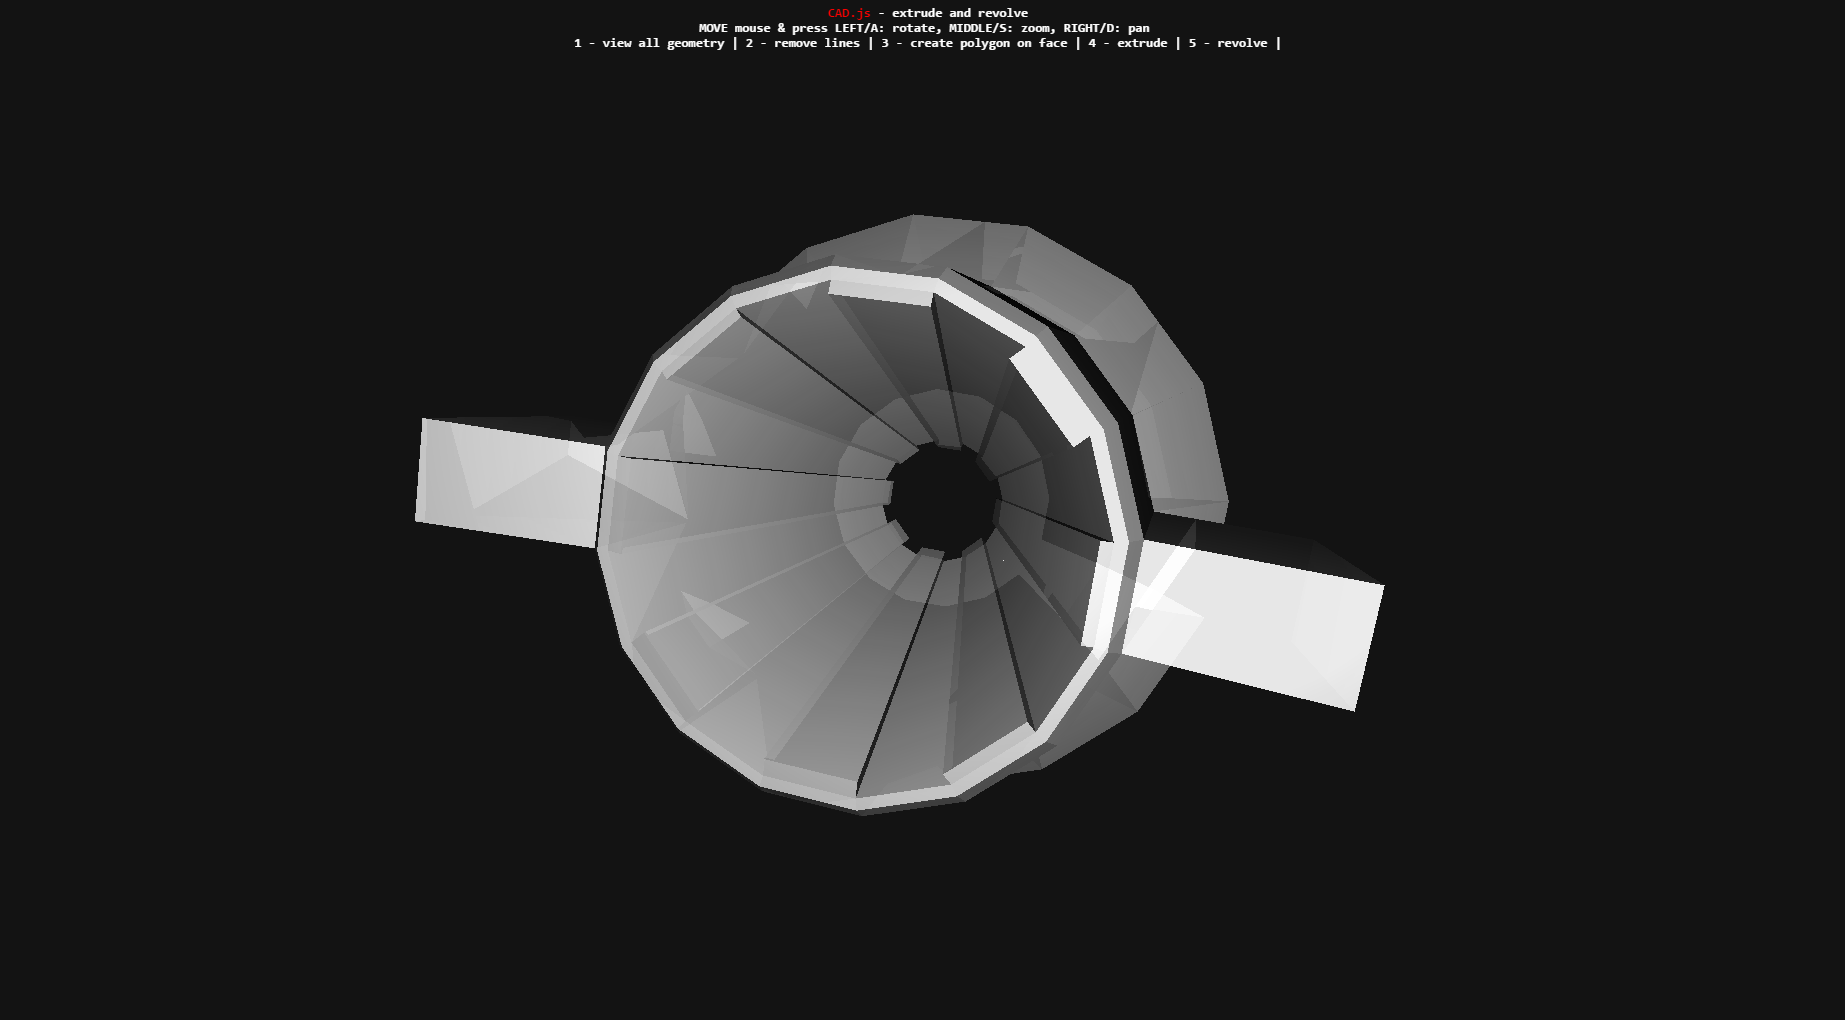 CAD.js - extrude and revolve
MOVE mouse & press LEFT/A: rotate, MIDDLE/S: zoom, RIGHT/D: pan
1 - view all geometry | 2 - remove lines | 3 - create polygon on face | 4 - extrude | 5 - revolve |